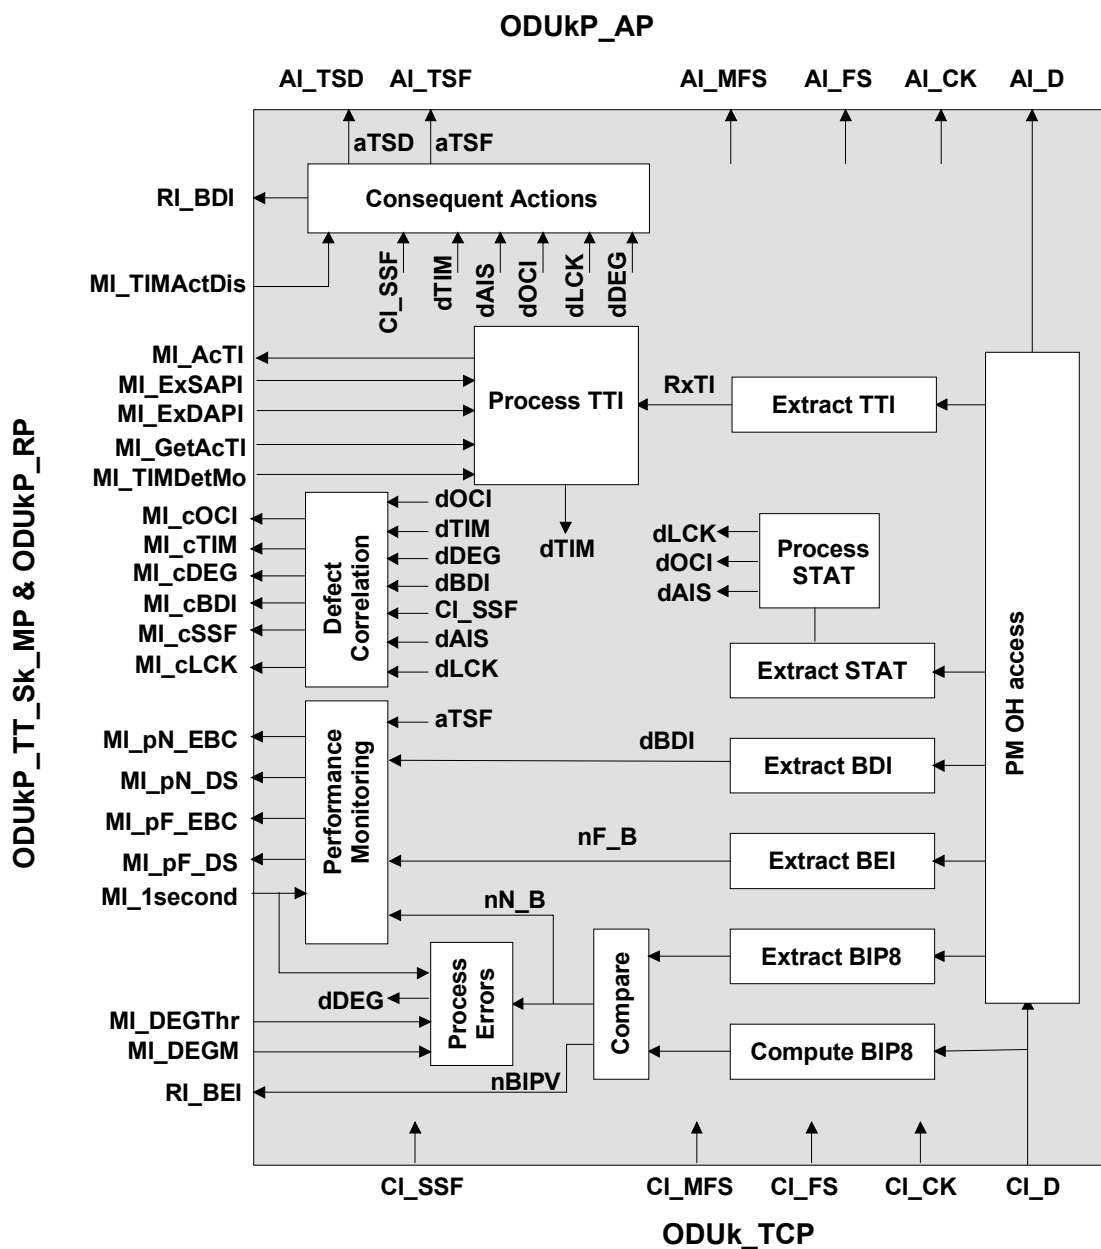 ODUkP_AP
AI_TSD
AI_TSF
AI_MFS
AI_FS
AI_CK
AI_D
aTSD
aTSF
RI_BDI
Consequent Actions
MI_TIMActDis
CI_SSF
dTIM
dAIS
dOCI
dLCK
dDEG
MI_AcTI
MI_ExSAPI
MI_ExDAPI
MI_GetAcTI
MI_TIMDetMo
Process TTI
RxTI
Extract TTI
dTIM
ODUkP_TT_Sk_MP & ODUkP_RP
MI_cOCI
MI_cTIM
MI_cDEG
MI_cBDI
MI_cSSF
MI_cLCK
Defect
Correlation
dOCI
dTIM
dDEG
dBDI
CI_SSF
dAIS
dLCK
dLCK
dOCI
dAIS
Process
STAT
Extract STAT
PM OH access
MI_pN_EBC
MI_pN_DS
MI_pF_EBC
MI_pF_DS
MI_1second
Performance
Monitoring
aTSF
dBDI
Extract BDI
nF_B
Extract BEI
nN_B
Extract BIP8
Process
Errors
Compare
dDEG
MI_DEGThr
MI_DEGM
Compute BIP8
nBIPV
RI_BEI
CI_SSF
CI_MFS
CI_FS
CI_CK
CI_D
ODUk_TCP